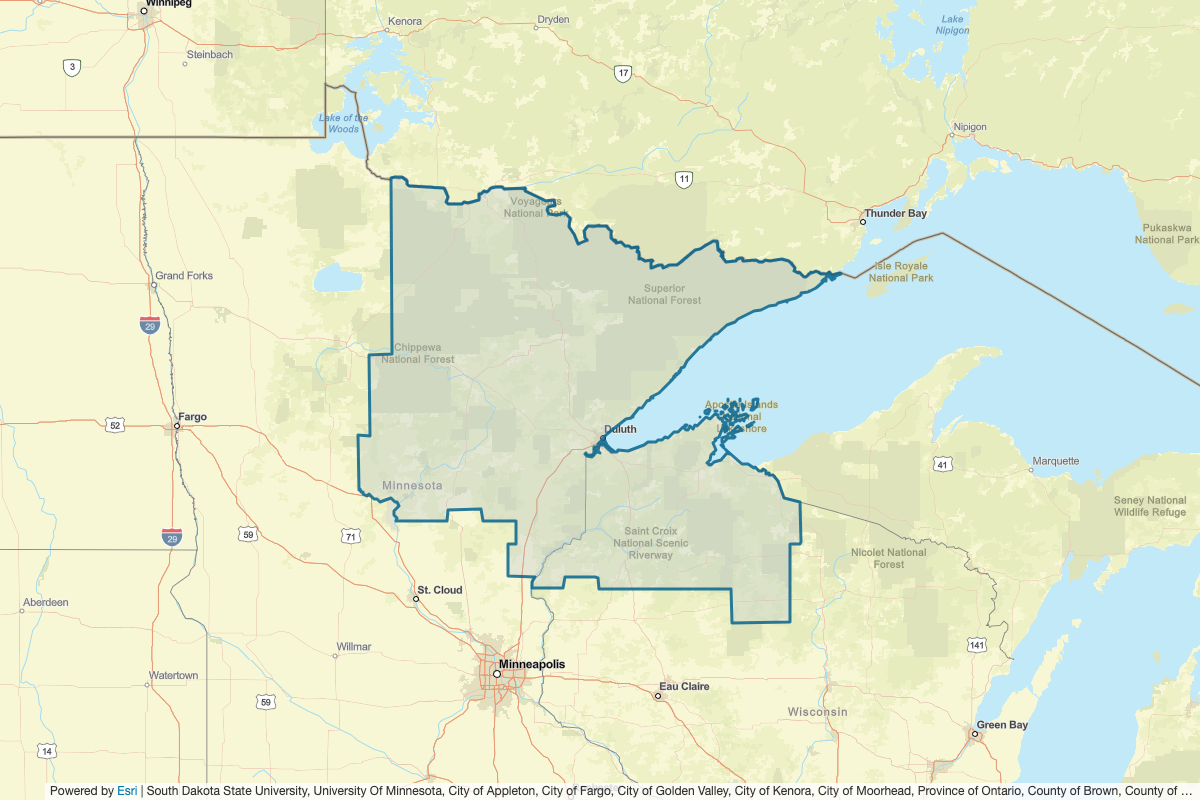 Winnipeg
Kenora
Dryden
Lake
Nipigon
Steinbach
3
17
Lake of the
Woods
Nipigon
11
Voyageurs
National Park
Thunder Bay
Pukaskwa
National Park
Isle Royale
National Park
Grand Forks
Superior
National Forest
29
Chippewa
National Forest
Fargo
52
Apostle Islands
National
Lakeshore
Duluth
41
Marquette
Minnesota
Seney National
Wildlife Refuge
29
59
71
Saint Croix
National Scenic
Riverway
Nicolet National
Forest
St. Cloud
Aberdeen
Willmar
141
Minneapolis
Watertown
Eau Claire
59
Wisconsin
Green Bay
14
Powered by Esri | South Dakota State University, University Of Minnesota, City of Appleton, City of Fargo, City of Golden Valley, City of Kenora, City of Moorhead, Province of Ontario, County of Brown, County of ...